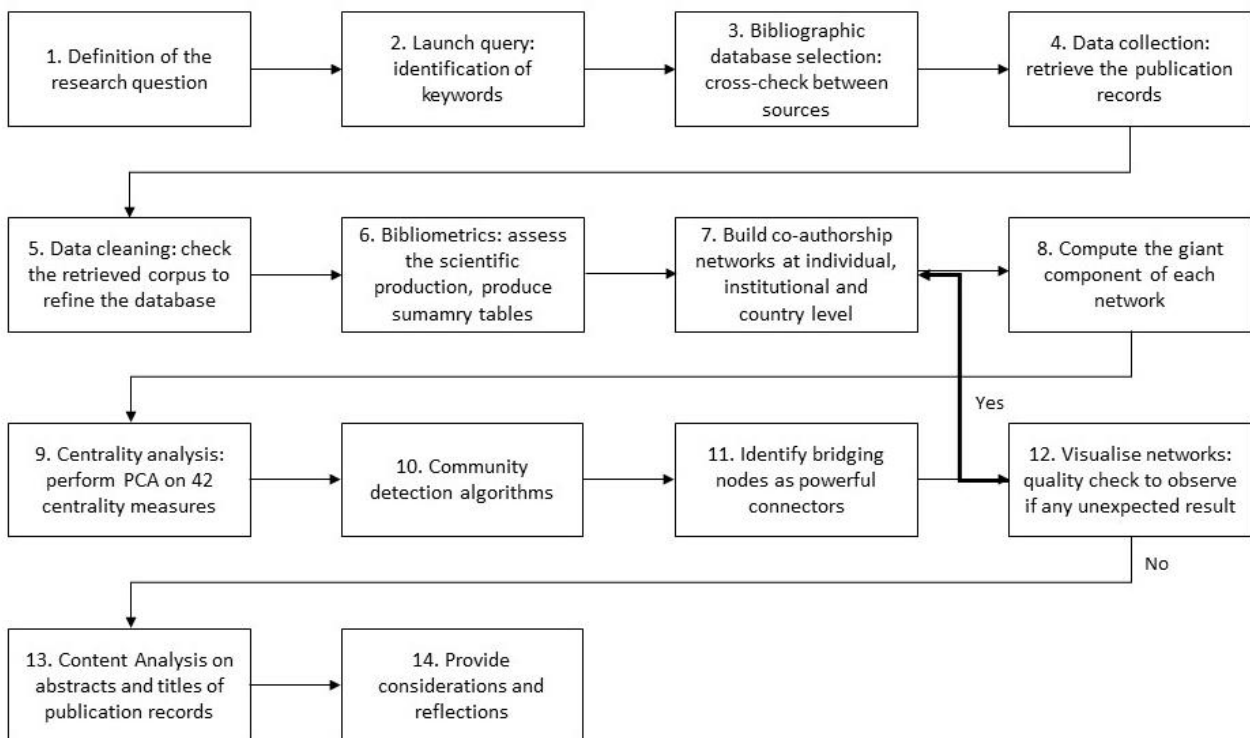 1. Definition of the
research question
2. Launch query:
identification of
keywords
3. Bibliographic
database selection:
cross-check between
sources
4. Data collection:
retrieve the publication
records
5. Data cleaning: check
the retrieved corpus to
refine the database
6. Bibliometrics: assess
the scientific
production, produce
sumamry tables
7. Build co-authorship
networks at individual,
institutional and
country level
8. Compute the giant
component of each
network
Yes
9. Centrality analysis:
perform PCA on 42
centrality measures
10. Community
detection algorithms
11. Identify bridging
nodes as powerful
connectors
12. Visualise networks:
quality check to observe
if any unexpected result
No
13. Content Analysis on
abstracts and titles of
publication records
14. Provide
considerations and
reflections